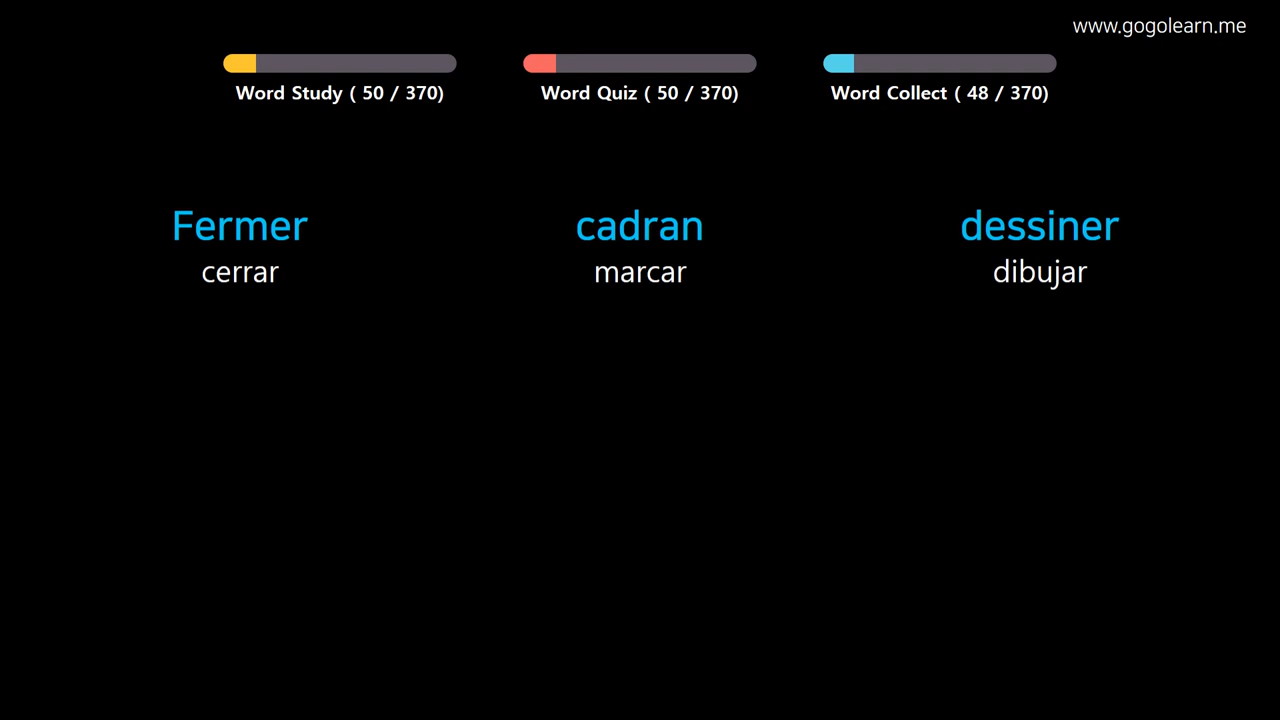 www.gogolearn.me
Word Study ( 50 / 370)
Word Quiz ( 50 / 370)
Word Collect ( 48 / 370)
Fermer
cerrar
cadran
marcar
dessiner
dibujar